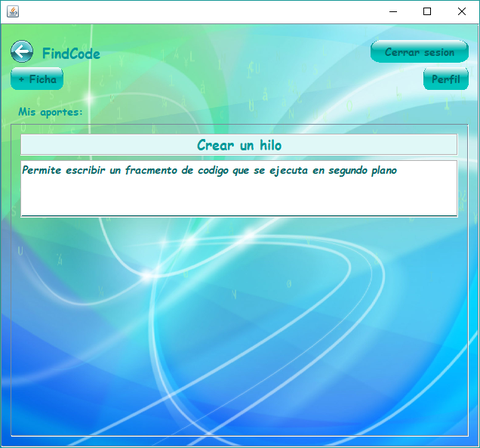 FindCode
Cerrar sesion
+ Ficha
Perfil
Mis aportes:
Crear un hilo
Permite escribir un fracmento de codigo que se ejecuta en segundo plano